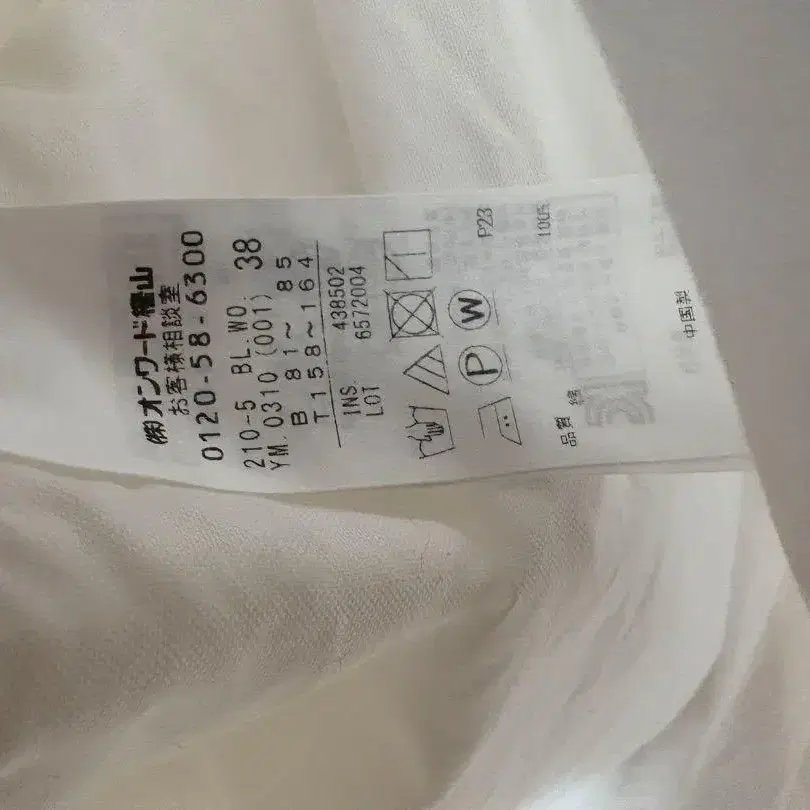 ㈱オンワード樫山
お客様相談室
0120-58-6300
210-5 BL.WO.
YM.0310 (001) 38
B 81～ 85
T158～164
INS. 438502
LOT 6572004
P W P23
品質 綿 100%
中国製